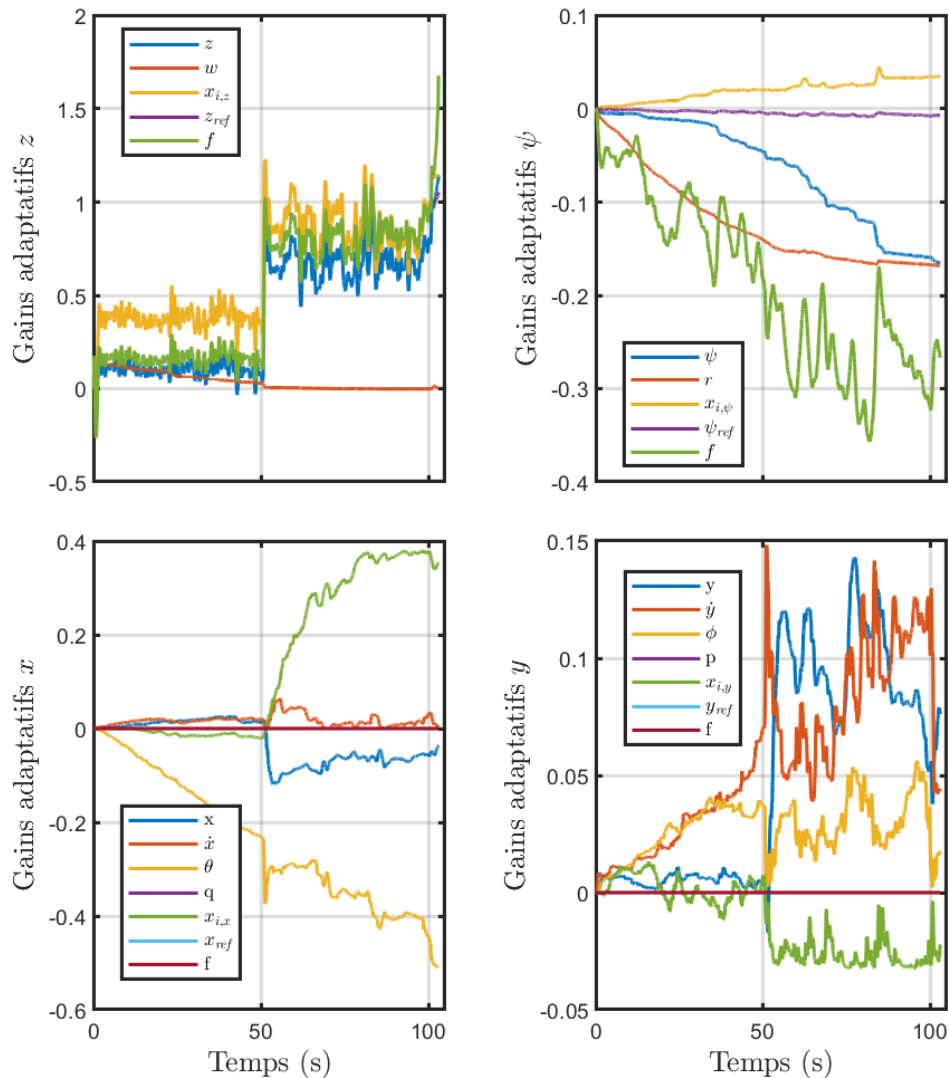 Gains adaptatifs z
2
1.5
1
0.5
0
-0.5
z
w
x_{i,z}
z_{ref}
f
Gains adaptatifs ψ
0.1
0
-0.1
-0.2
-0.3
-0.4
ψ
r
x_{i,ψ}
ψ_{ref}
f
Gains adaptatifs x
0.4
0.2
0
-0.2
-0.4
-0.6
x
ẋ
θ
q
x_{i,x}
x_{ref}
f
0 50 100
Temps (s)
Gains adaptatifs y
0.15
0.1
0.05
0
-0.05
y
ẏ
ϕ
p
x_{i,y}
y_{ref}
f
0 50 100
Temps (s)